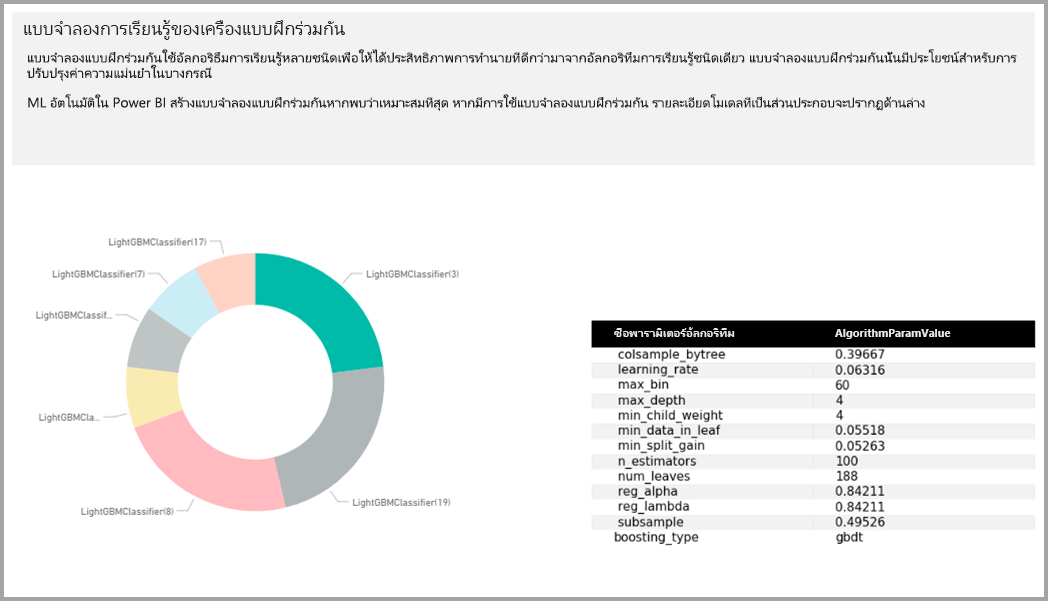 แบบจำลองการเรียนรู้ของเครื่องแบบฝึกร่วมกัน
แบบจำลองแบบฝึกร่วมกันใช้อัลกอริธึมการเรียนรู้หลายชนิดเพื่อให้ได้ประสิทธิภาพการทำนายที่ดีกว่ามาจากอัลกอริทึมการเรียนรู้ชนิดเดียว แบบจำลองแบบฝึกร่วมกันนั้นมีประโยชน์สำหรับการ
ปรับปรุงค่าความแม่นยำในบางกรณี
ML อัตโนมัติใน Power BI สร้างแบบจำลองแบบฝึกร่วมกันหากพบว่าเหมาะสมที่สุด หากมีการใช้แบบจำลองแบบฝึกร่วมกัน รายละเอียดโมเดลที่เป็นส่วนประกอบจะปรากฏด้านล่าง
LightGBMClassifier(17)
LightGBMClassifier(7)
LightGBMClassifier(3)
LightGBMClassif...
LightGBMCla...
LightGBMClassifier(19)
LightGBMClassifier(8)
ชื่อพารามิเตอร์อัลกอริทึม AlgorithmParamValue
colsample_bytree 0.39667
learning_rate 0.06316
max_bin 60
max_depth 4
min_child_weight 4
min_data_in_leaf 0.05518
min_split_gain 0.05263
n_estimators 100
num_leaves 188
reg_alpha 0.84211
reg_lambda 0.84211
subsample 0.49526
boosting_type gbdt